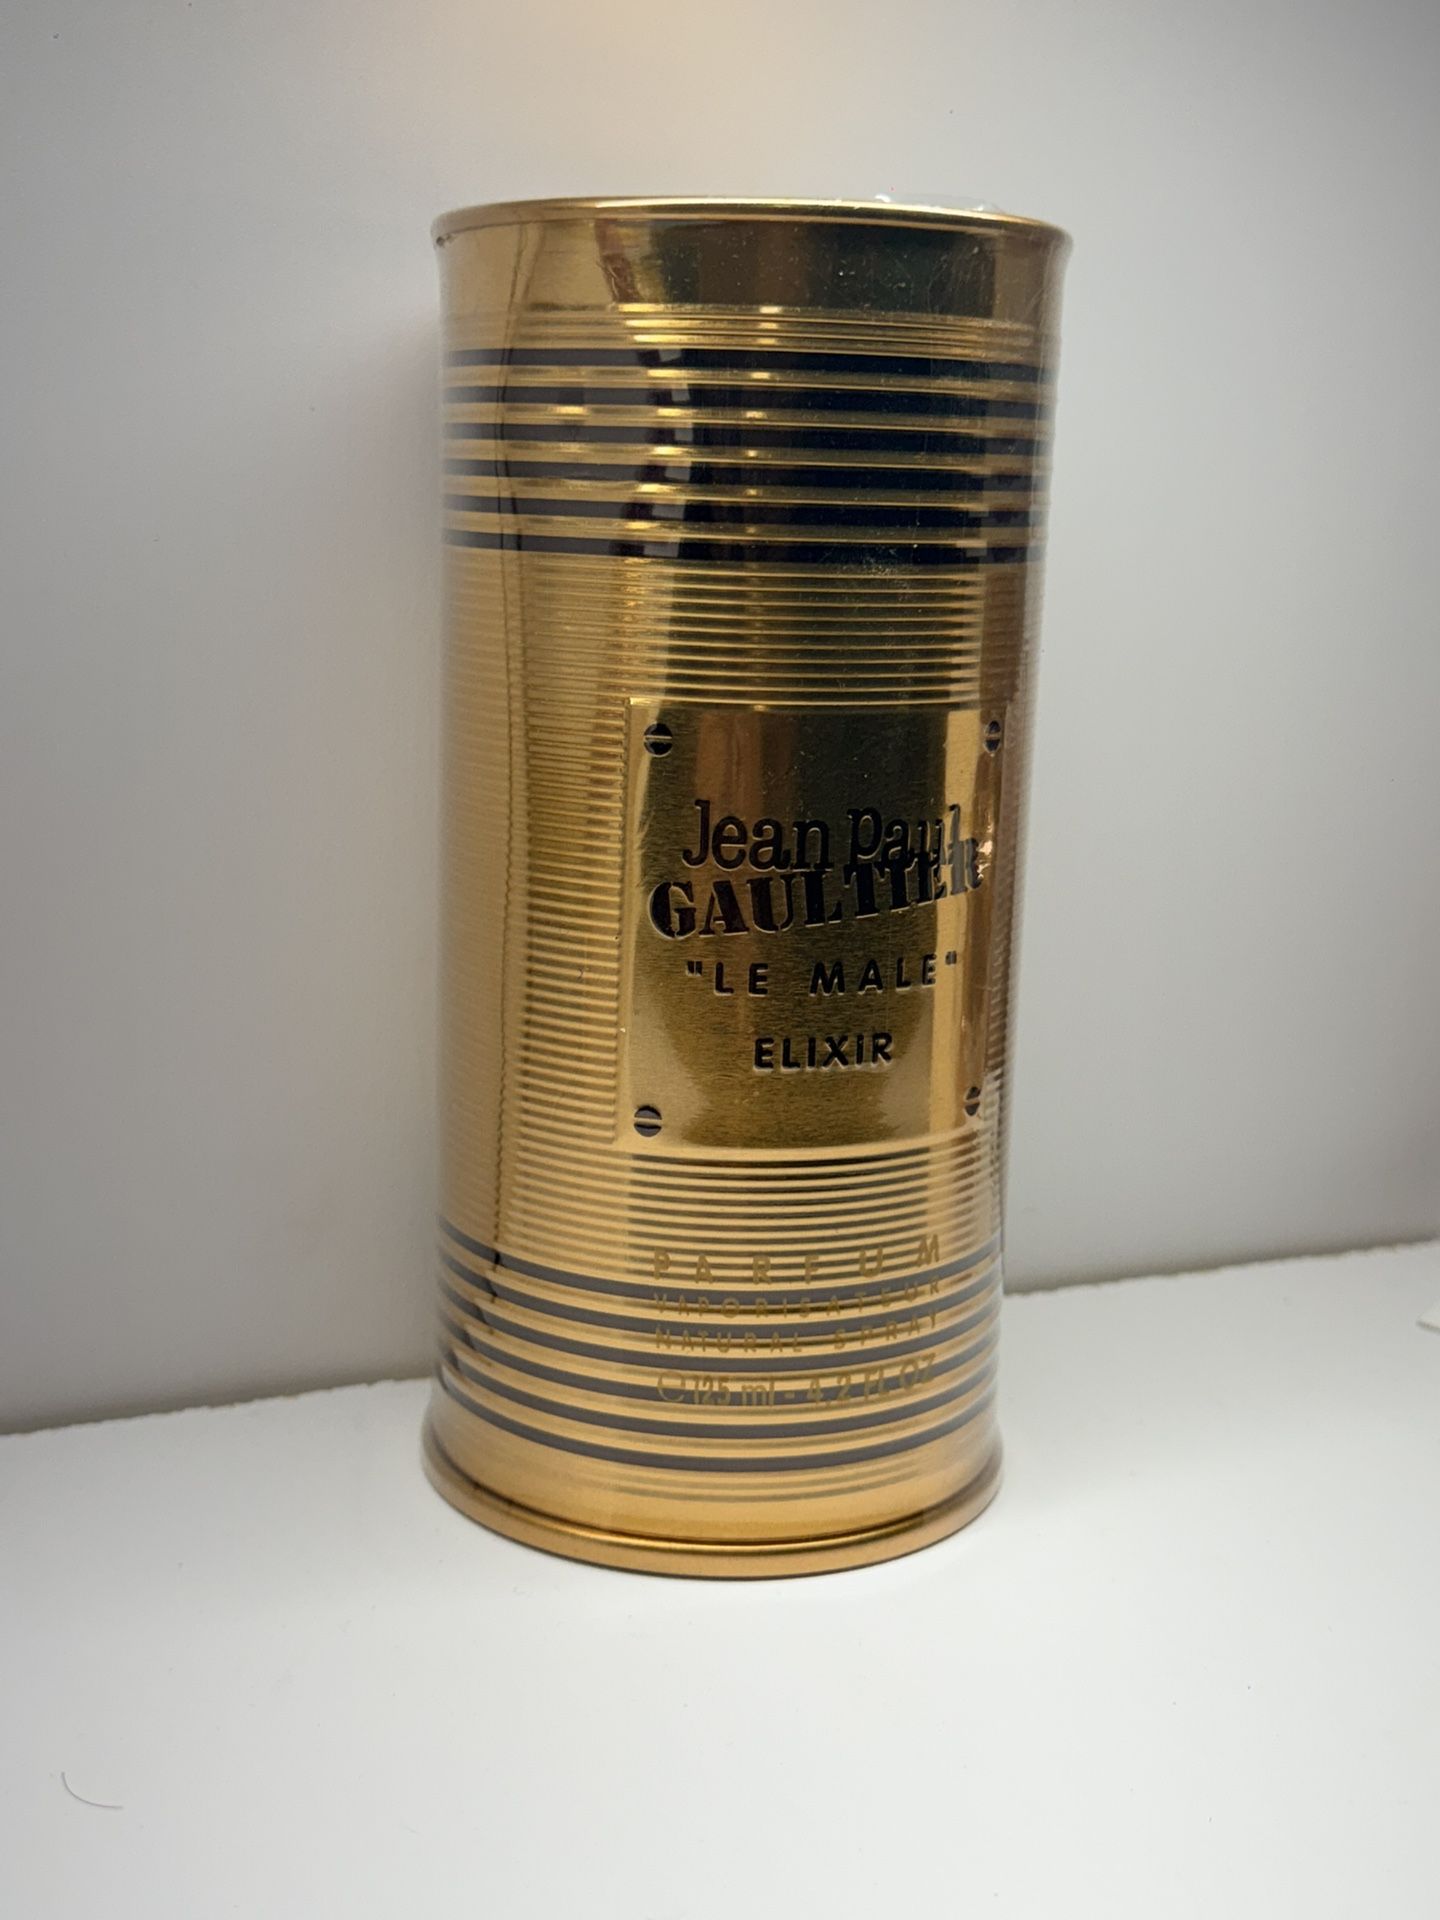 Jean Paul
GAULTIER
"LE MALE"
ELIXIR
PARFUM
VAPORISATEUR
NATURAL SPRAY
℮ 125 ml - 4.2 FL OZ